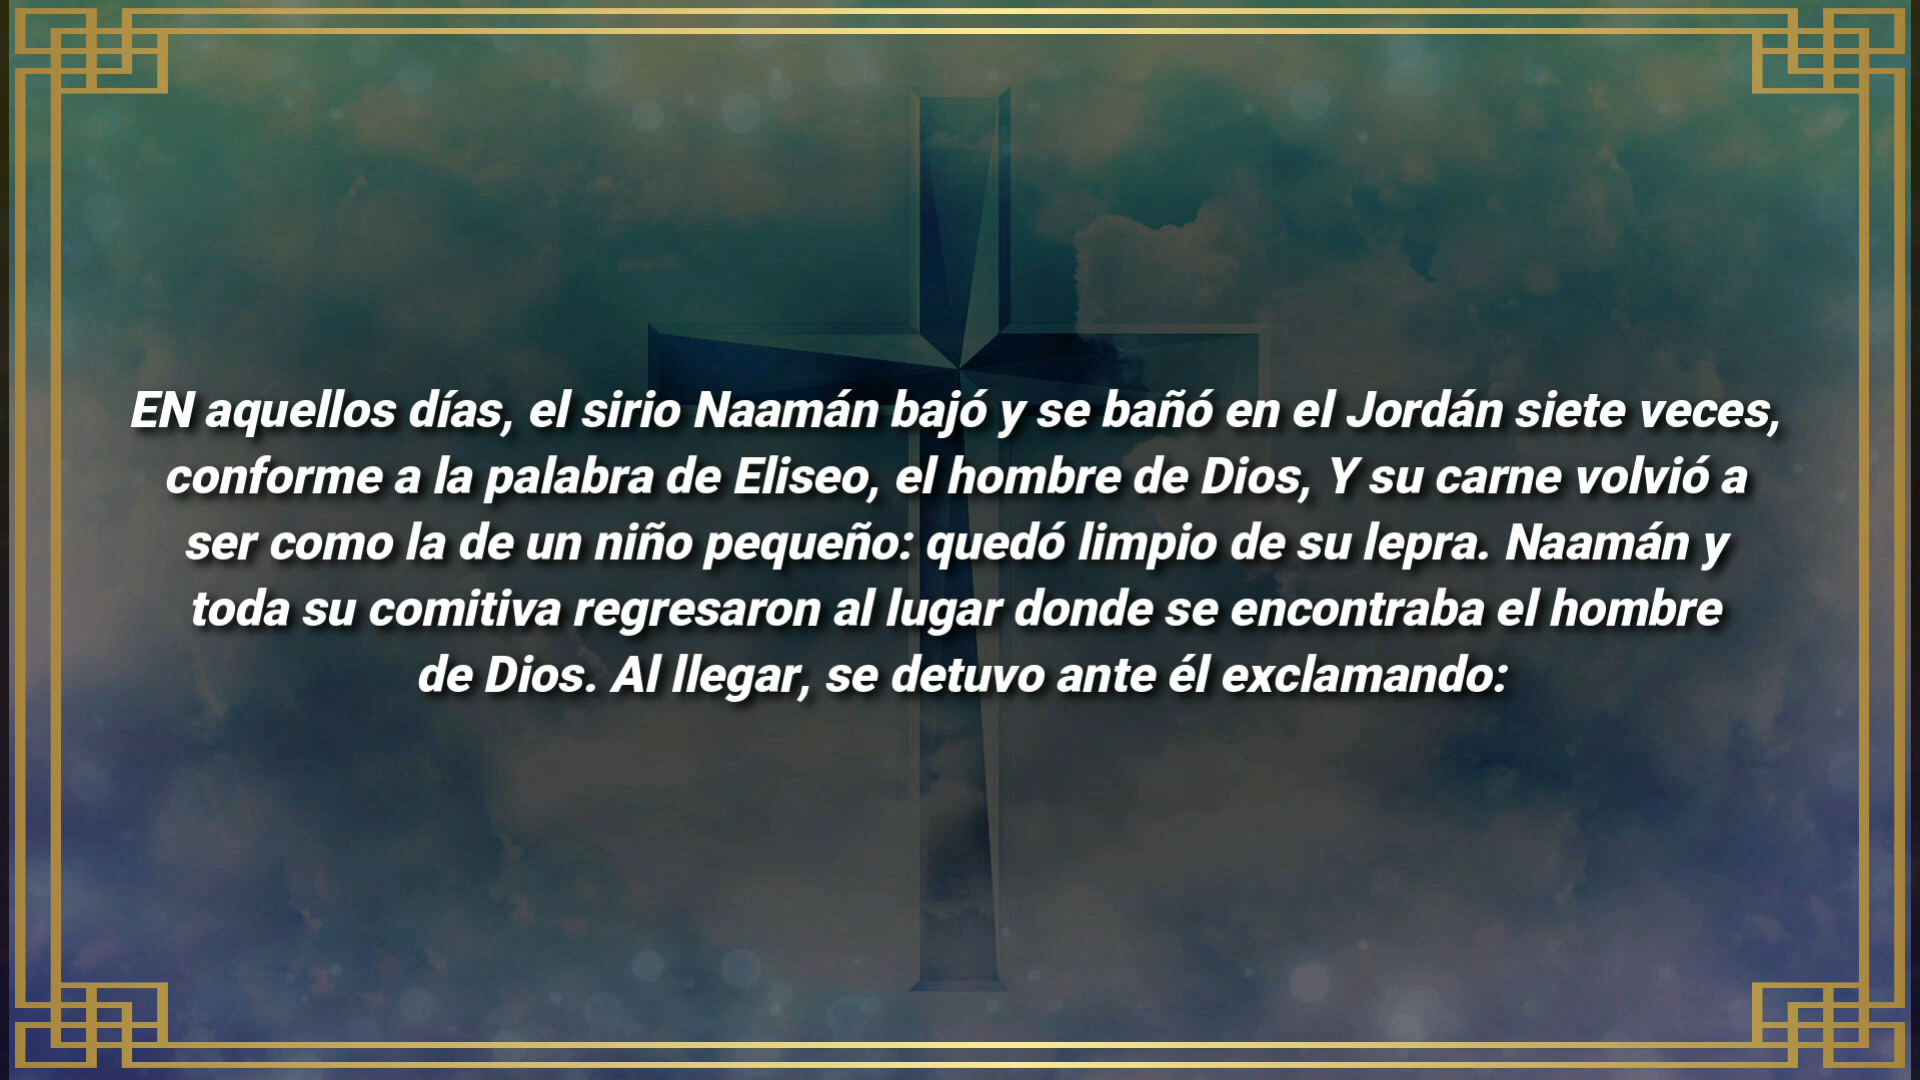 EN aquellos días, el sirio Naamán bajó y se bañó en el Jordán siete veces,
conforme a la palabra de Eliseo, el hombre de Dios, Y su carne volvió a
ser como la de un niño pequeño: quedó limpio de su lepra. Naamán y
toda su comitiva regresaron al lugar donde se encontraba el hombre
de Dios. Al llegar, se detuvo ante él exclamando: